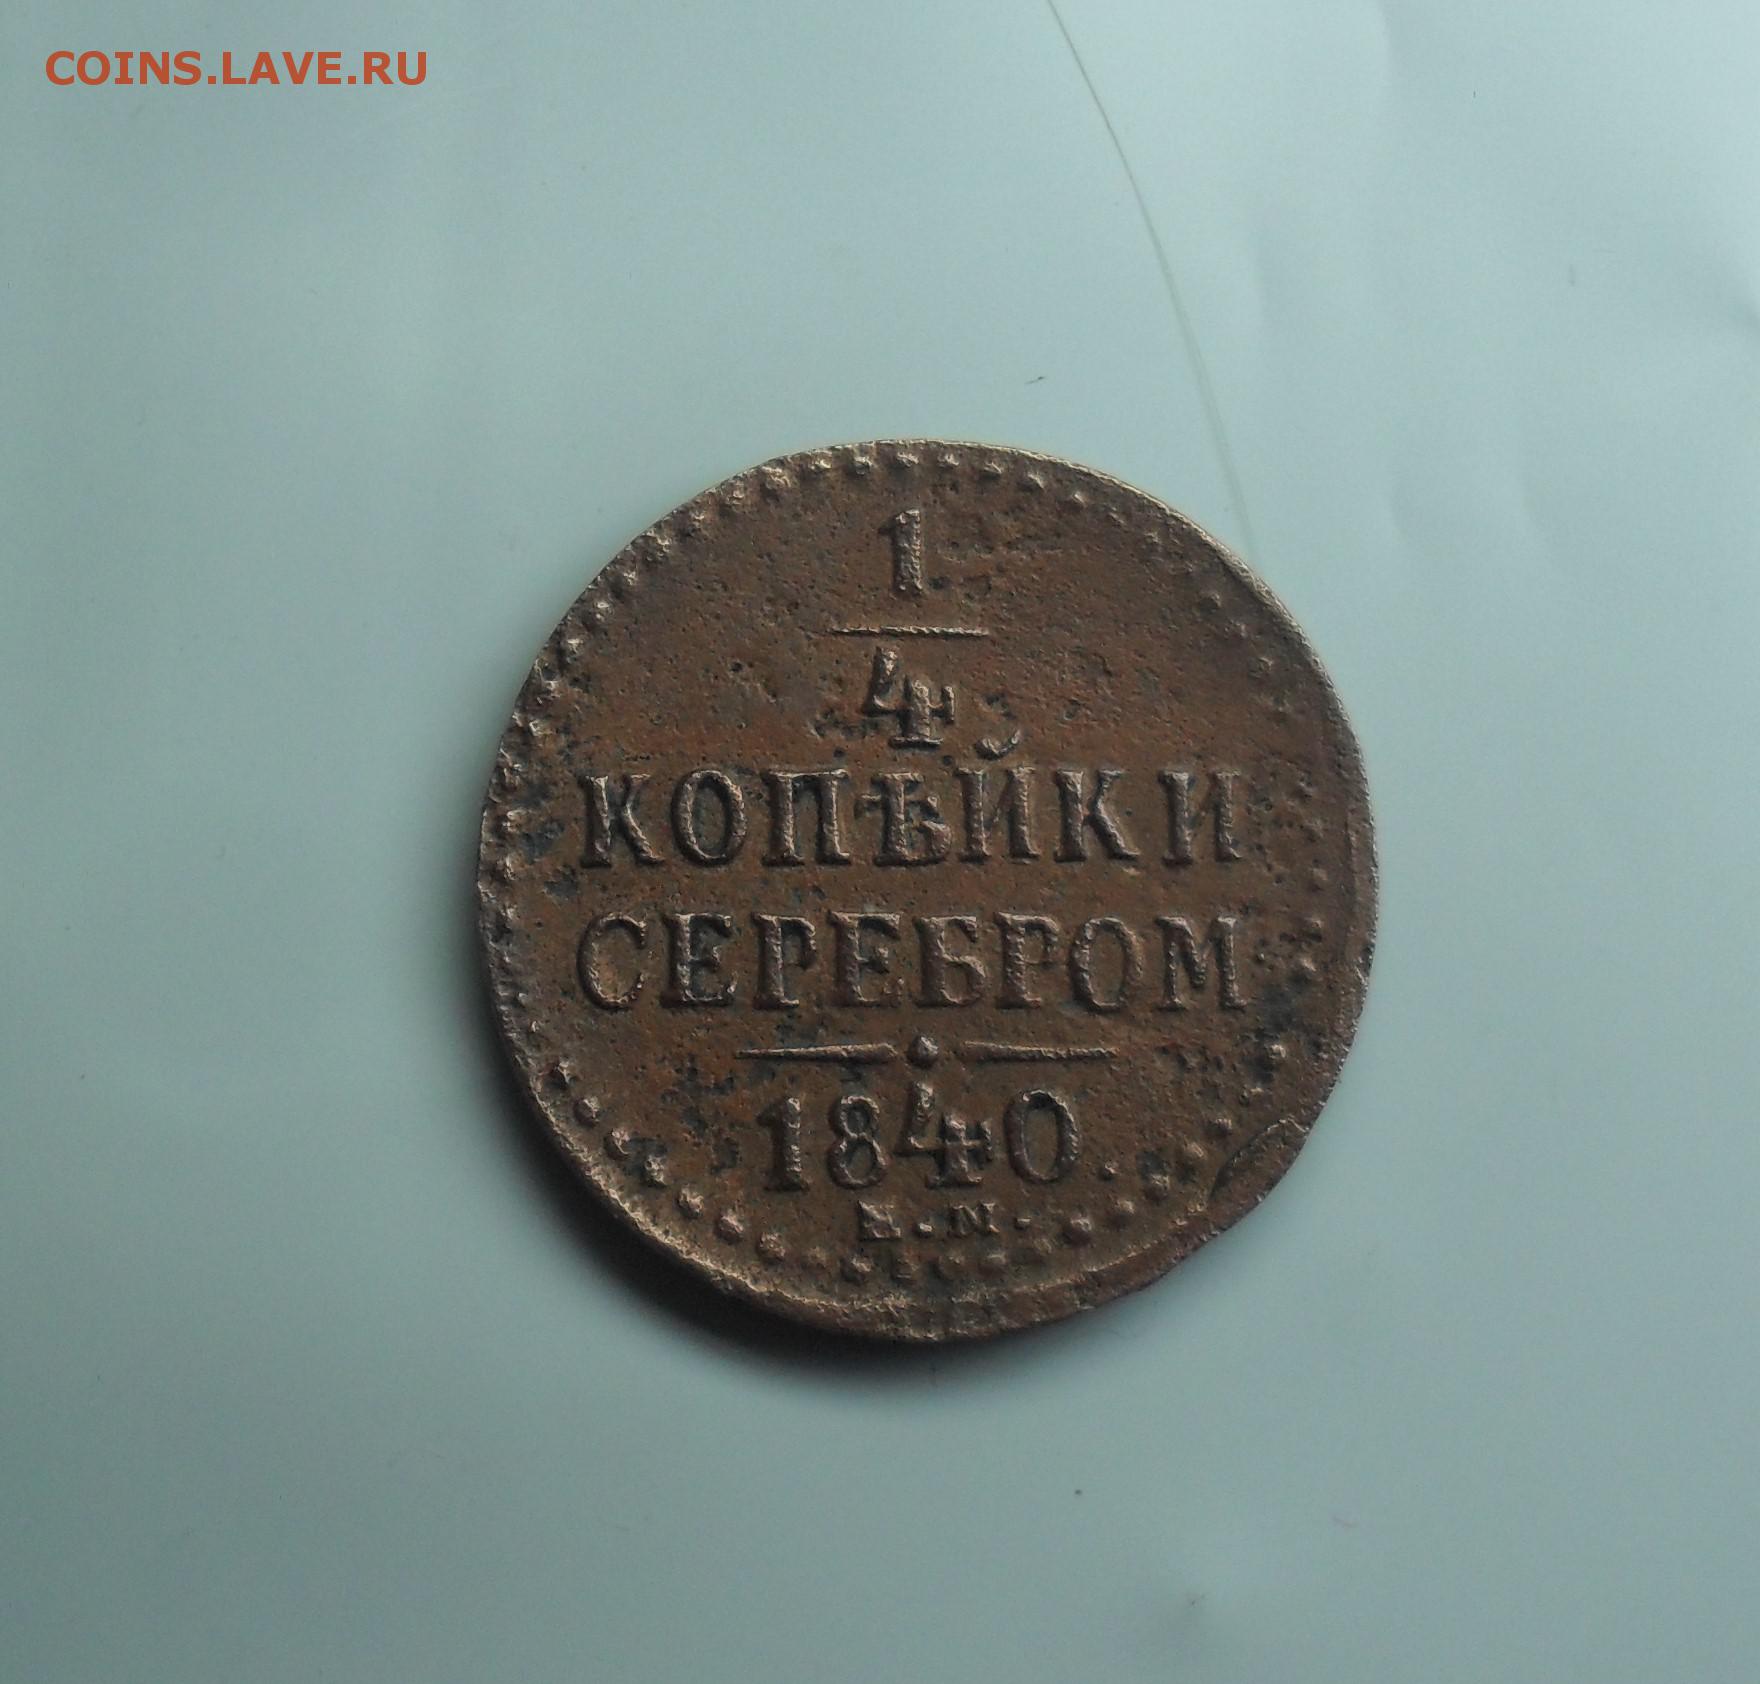 COINS.LAVE.RU
1
4
КОПѢЙКИ
СЕРЕБРОМ
1840.
Е.М.